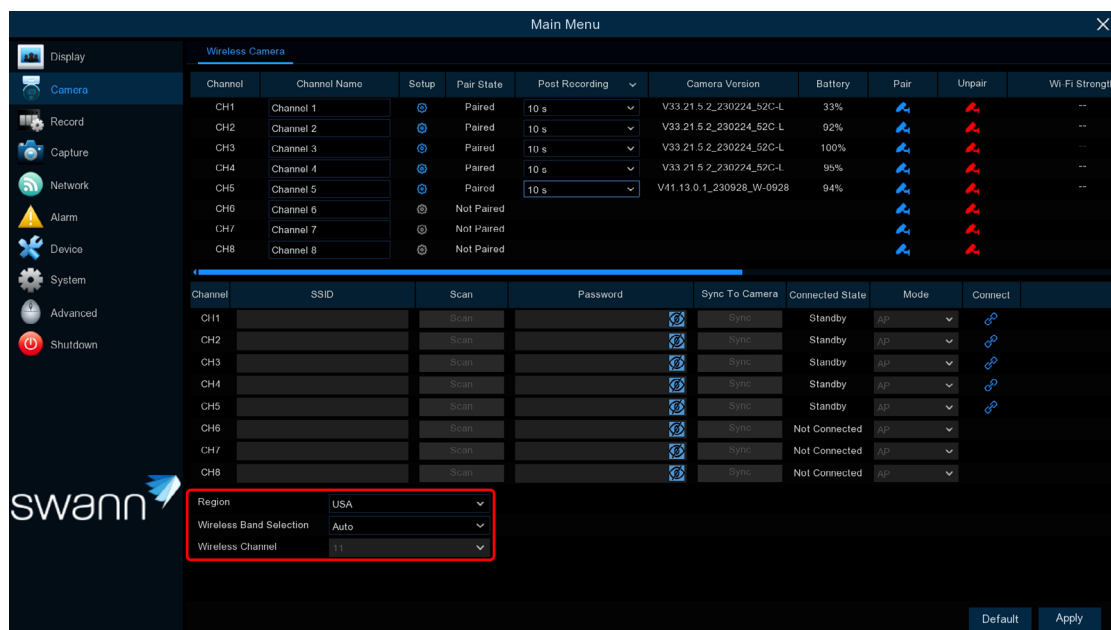 Main Menu
Display
Camera
Record
Capture
Network
Alarm
Device
System
Advanced
Shutdown
swann
Wireless Camera
Channel Channel Name Setup Pair State Post Recording Camera Version Battery Pair Unpair Wi-Fi Strengt
CH1 Channel 1 Paired 10 s V33.21.5.2_230224_52C-L 33% --
CH2 Channel 2 Paired 10 s V33.21.5.2_230224_52C-L 92% --
CH3 Channel 3 Paired 10 s V33.21.5.2_230224_52C-L 100% --
CH4 Channel 4 Paired 10 s V33.21.5.2_230224_52C-L 95% --
CH5 Channel 5 Paired 10 s V41.13.0.1_230928_W-0928 94% --
CH6 Channel 6 Not Paired
CH7 Channel 7 Not Paired
CH8 Channel 8 Not Paired
Channel SSID Scan Password Sync To Camera Connected State Mode Connect
CH1 Scan Sync Standby AP
CH2 Scan Sync Standby AP
CH3 Scan Sync Standby AP
CH4 Scan Sync Standby AP
CH5 Scan Sync Standby AP
CH6 Scan Sync Not Connected AP
CH7 Scan Sync Not Connected AP
CH8 Scan Sync Not Connected AP
Region USA
Wireless Band Selection Auto
Wireless Channel 11
Default Apply